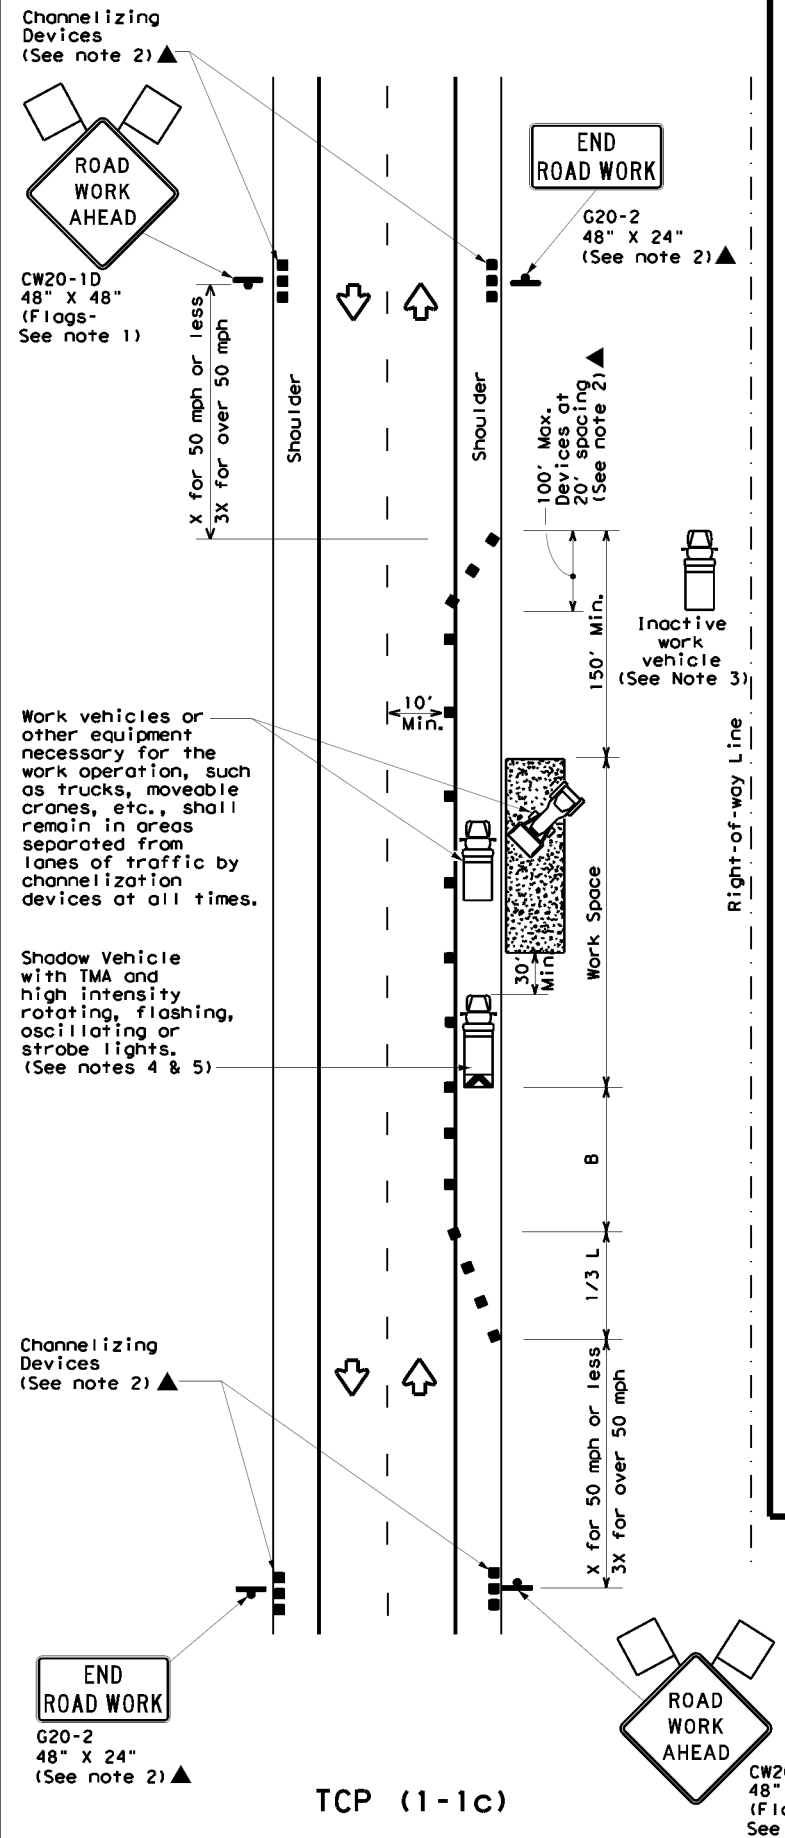 Channelizing
Devices
(See note 2) ▲
ROAD
WORK
AHEAD
CW20-1D
48" X 48"
(Flags-
See note 1)
END
ROAD WORK
G20-2
48" X 24"
(See note 2) ▲
X for 50 mph or less
3X for over 50 mph
Shoulder
Shoulder
100' Max.
Devices at
20' spacing
(See note 2) ▲
150' Min.
Inactive
work
vehicle
(See Note 3)
10'
Min.
Work vehicles or
other equipment
necessary for the
work operation, such
as trucks, moveable
cranes, etc., shall
remain in areas
separated from
lanes of traffic by
channelization
devices at all times.
Right-of-way Line
Work Space
30'
Min.
Shadow Vehicle
with TMA and
high intensity
rotating, flashing,
oscillating or
strobe lights.
(See notes 4 & 5)
B
1/3 L
Channelizing
Devices
(See note 2) ▲
X for 50 mph or less
3X for over 50 mph
END
ROAD WORK
G20-2
48" X 24"
(See note 2) ▲
ROAD
WORK
AHEAD
48"
See
TCP (1-1c)